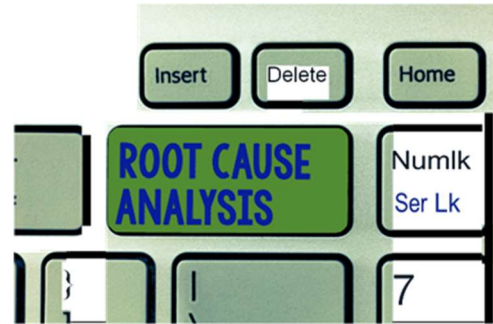 Insert
Delete
Home
ROOT CAUSE
ANALYSIS
Numlk
Ser Lk
}
]
|
\
7